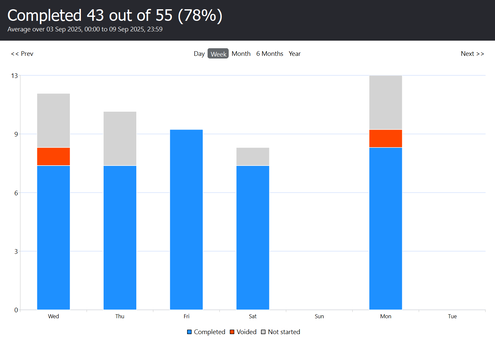 Completed 43 out of 55 (78%)
Average over 03 Sep 2025, 00:00 to 09 Sep 2025, 23:59
<< Prev Day Week Month 6 Months Year Next >>
13
9
6
3
0
Wed Thu Fri Sat Sun Mon Tue
Completed Voided Not started